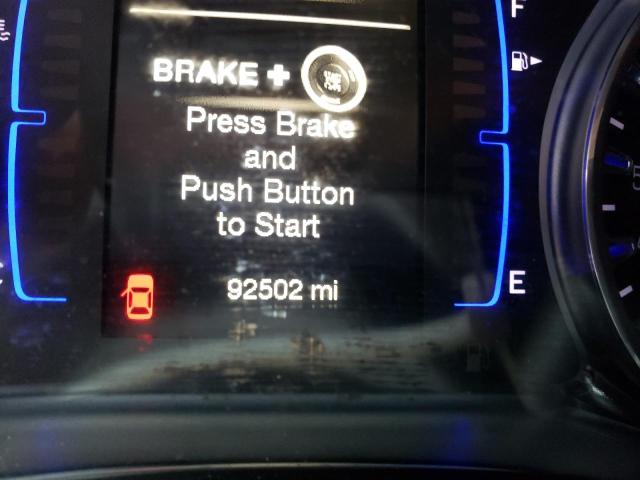 F
BRAKE +
Press Brake
and
Push Button
to Start
92502 mi
E